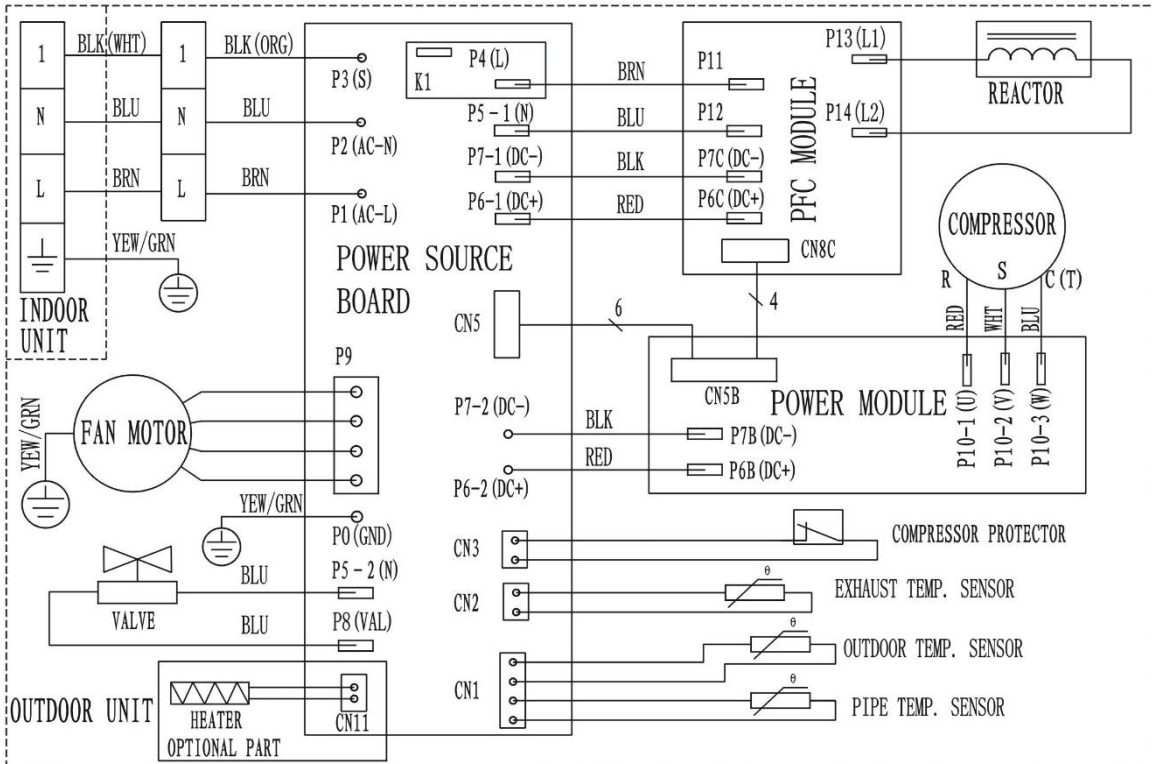 1
BLK(WHT)
1
BLK(ORG)
P3(S)
N
BLU
N
BLU
P2(AC-N)
L
BRN
L
BRN
P1(AC-L)
YEW/GRN
INDOOR
UNIT
K1
P4(L)
BRN
P11
P5-1(N)
BLU
P12
P7-1(DC-)
BLK
P7C(DC-)
P6-1(DC+)
RED
P6C(DC+)
PFC MODULE
CN8C
P13(L1)
P14(L2)
REACTOR
POWER SOURCE
BOARD
CN5
6
4
COMPRESSOR
R
S
C(T)
RED
WHT
BLU
CN5B
POWER MODULE
P10-1(U)
P10-2(V)
P10-3(W)
P9
FAN MOTOR
YEW/GRN
P7-2(DC-)
BLK
P7B(DC-)
RED
P6B(DC+)
P6-2(DC+)
YEW/GRN
P0(GND)
P5-2(N)
BLU
VALVE
BLU
P8(VAL)
CN3
COMPRESSOR PROTECTOR
CN2
θ
EXHAUST TEMP. SENSOR
CN1
θ
OUTDOOR TEMP. SENSOR
θ
PIPE TEMP. SENSOR
OUTDOOR UNIT
HEATER
OPTIONAL PART
CN11